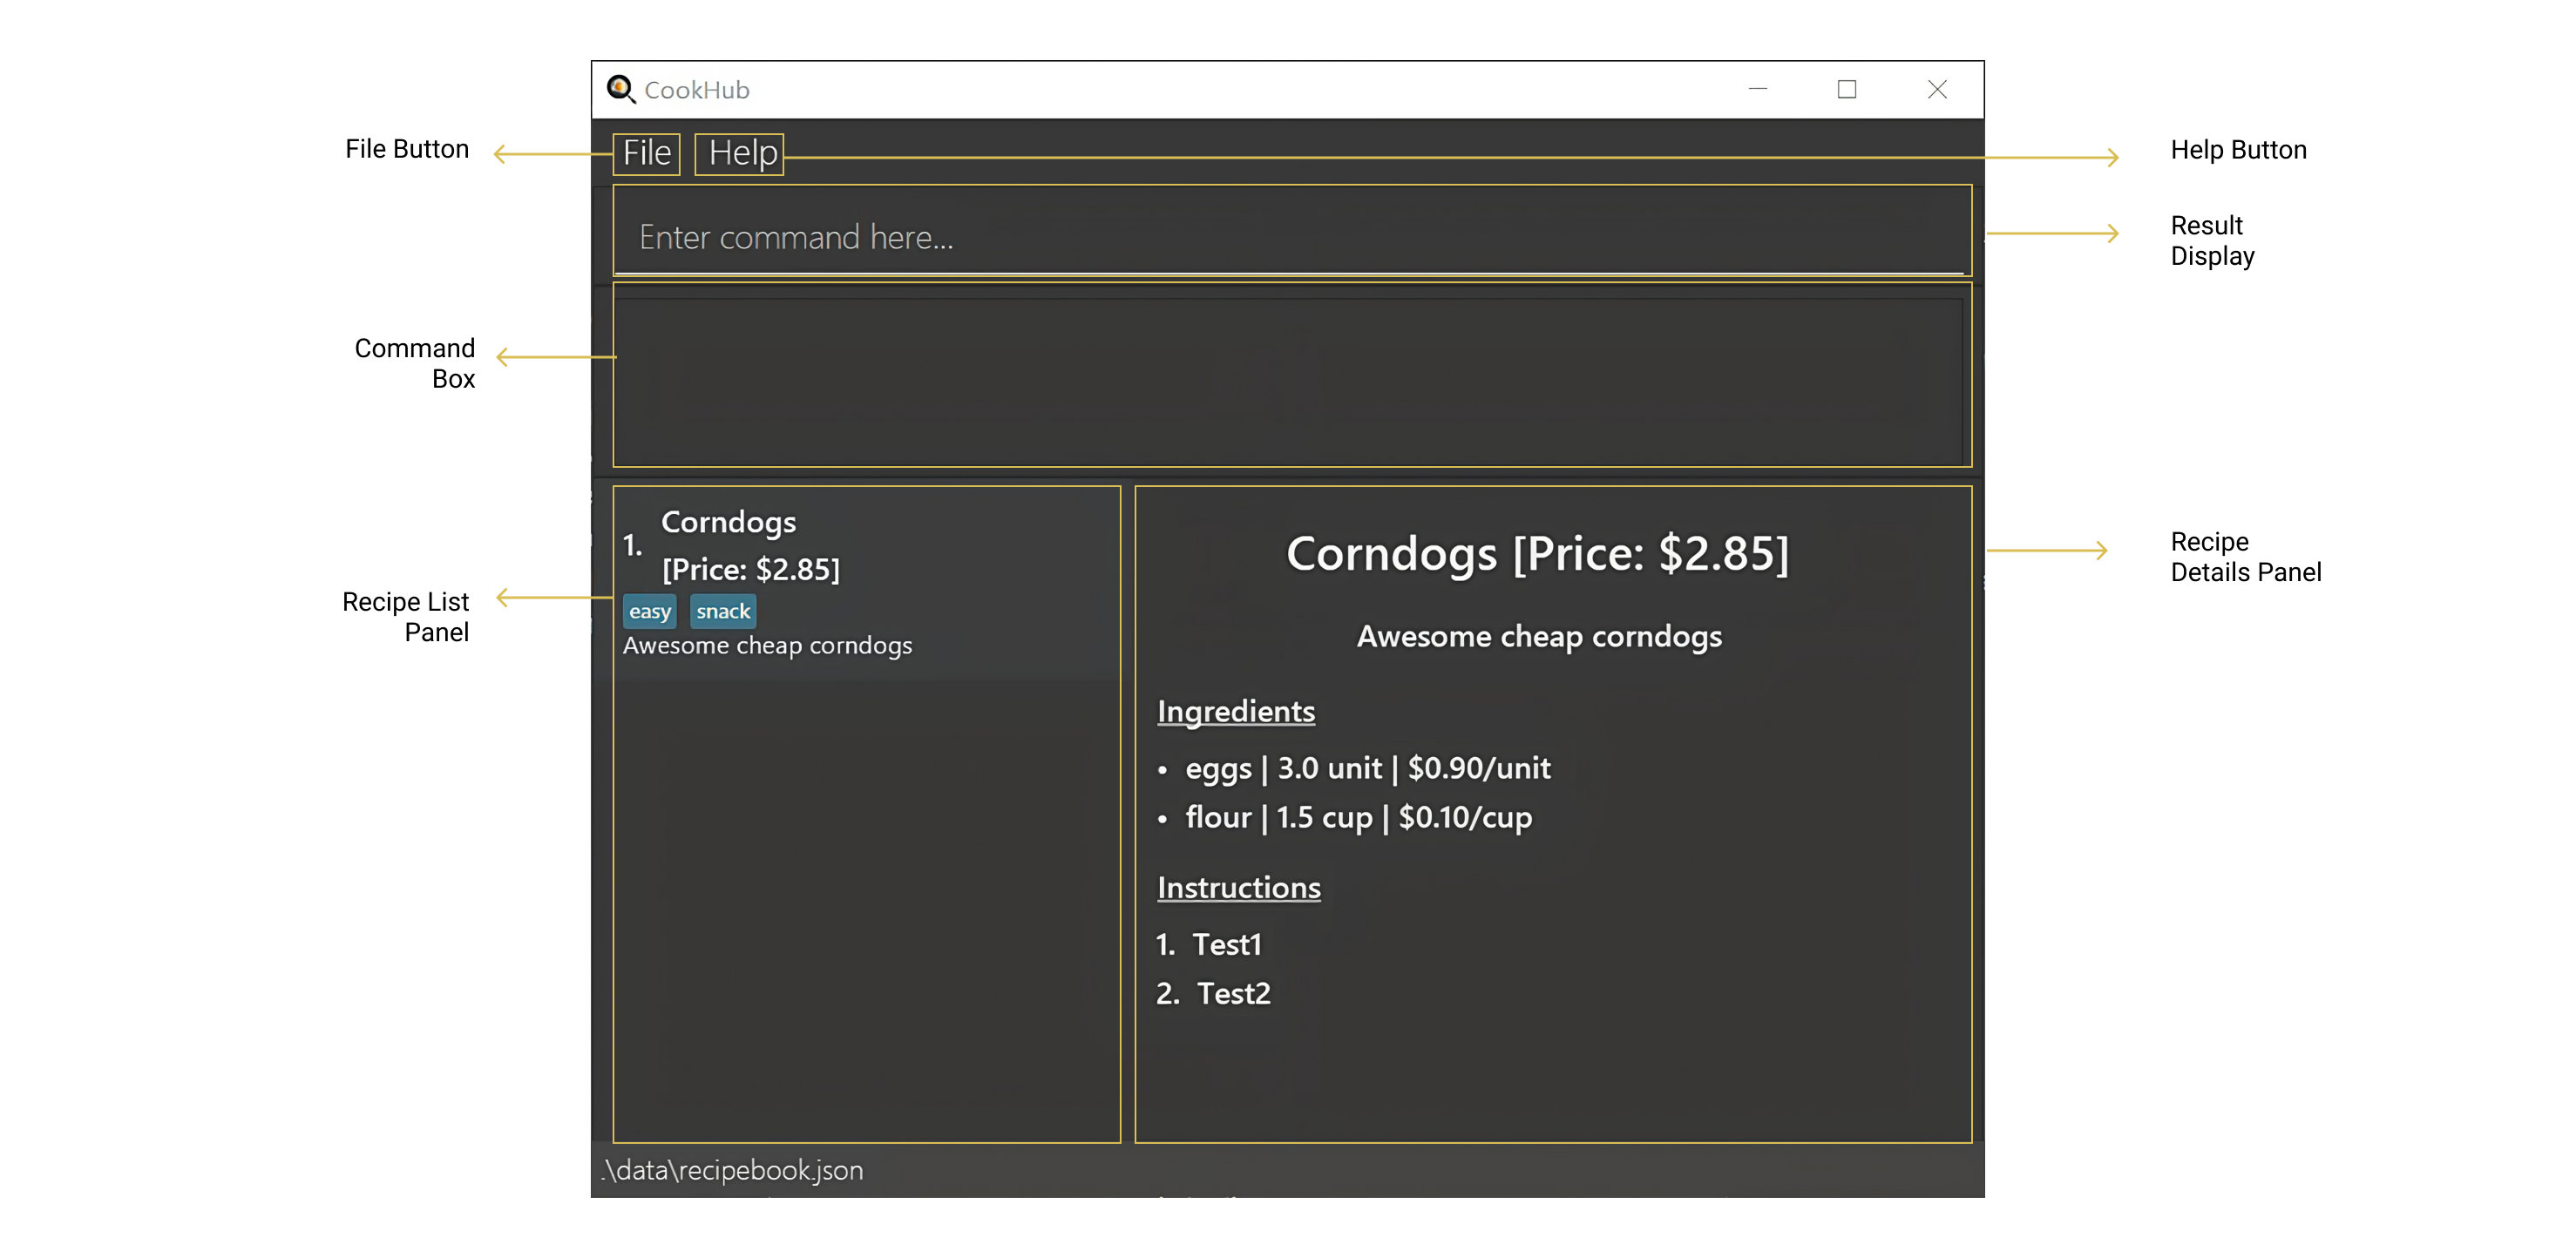 CookHub
File Button
File
Help
Help Button
Enter command here...
Result
Display
Command
Box
Corndogs
1.
[Price: $2.85]
easy
snack
Awesome cheap corndogs
Recipe List
Panel
Corndogs [Price: $2.85]
Awesome cheap corndogs
Ingredients
• eggs | 3.0 unit | $0.90/unit
• flour | 1.5 cup | $0.10/cup
Instructions
1. Test1
2. Test2
Recipe
Details Panel
.\data\recipebook.json